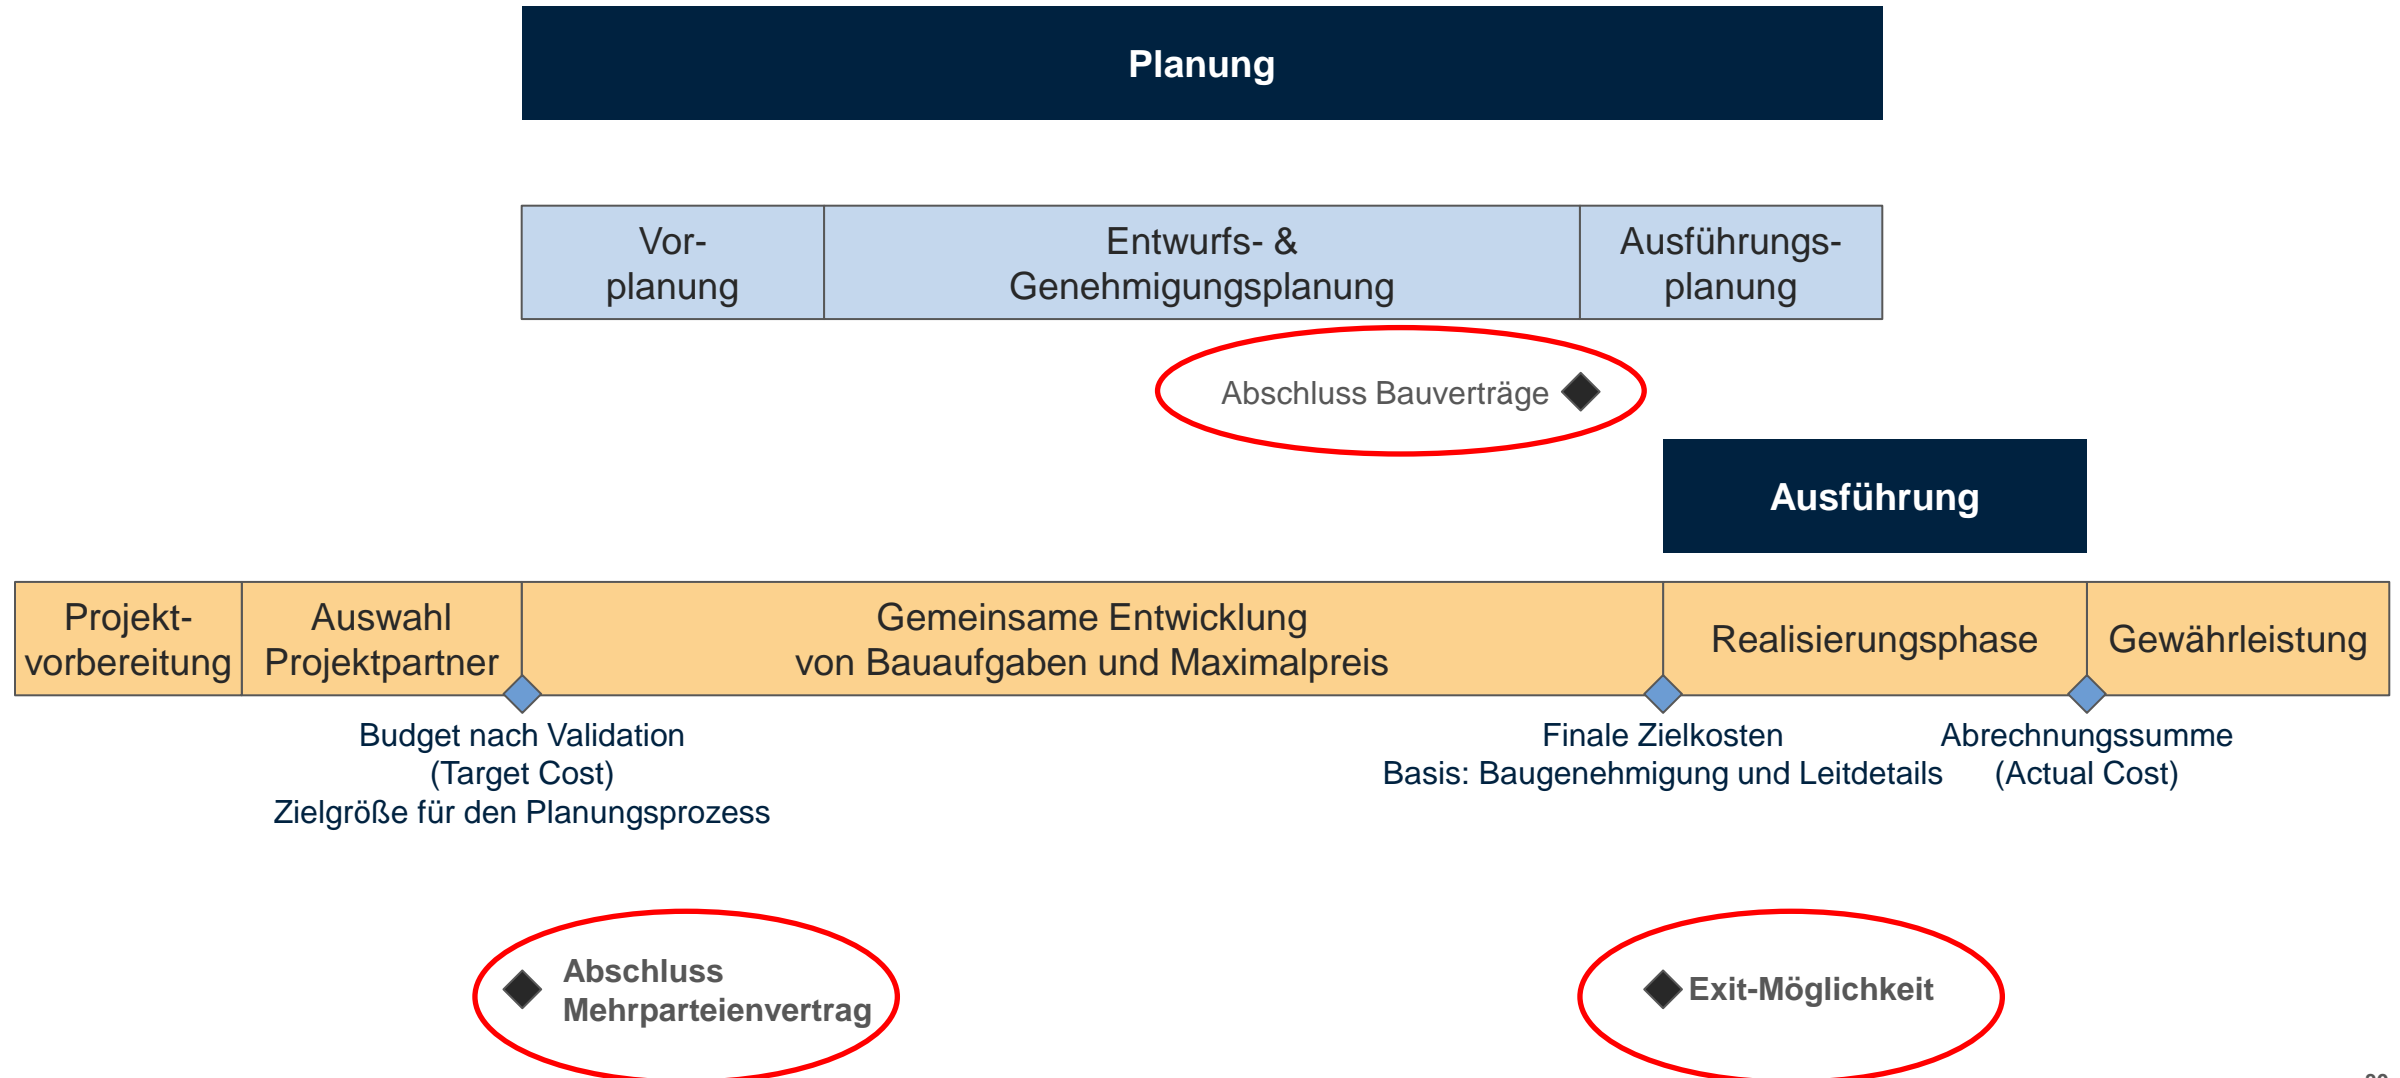 Planung
Vor-
planung
Entwurfs- &
Genehmigungsplanung
Ausführungs-
planung
Abschluss Bauverträge
Ausführung
Projekt-
vorbereitung
Auswahl
Projektpartner
Gemeinsame Entwicklung
von Bauaufgaben und Maximalpreis
Realisierungsphase
Gewährleistung
Budget nach Validation
(Target Cost)
Zielgröße für den Planungsprozess
Finale Zielkosten
Basis: Baugenehmigung und Leitdetails
Abrechnungssumme
(Actual Cost)
Abschluss
Mehrparteienvertrag
Exit-Möglichkeit